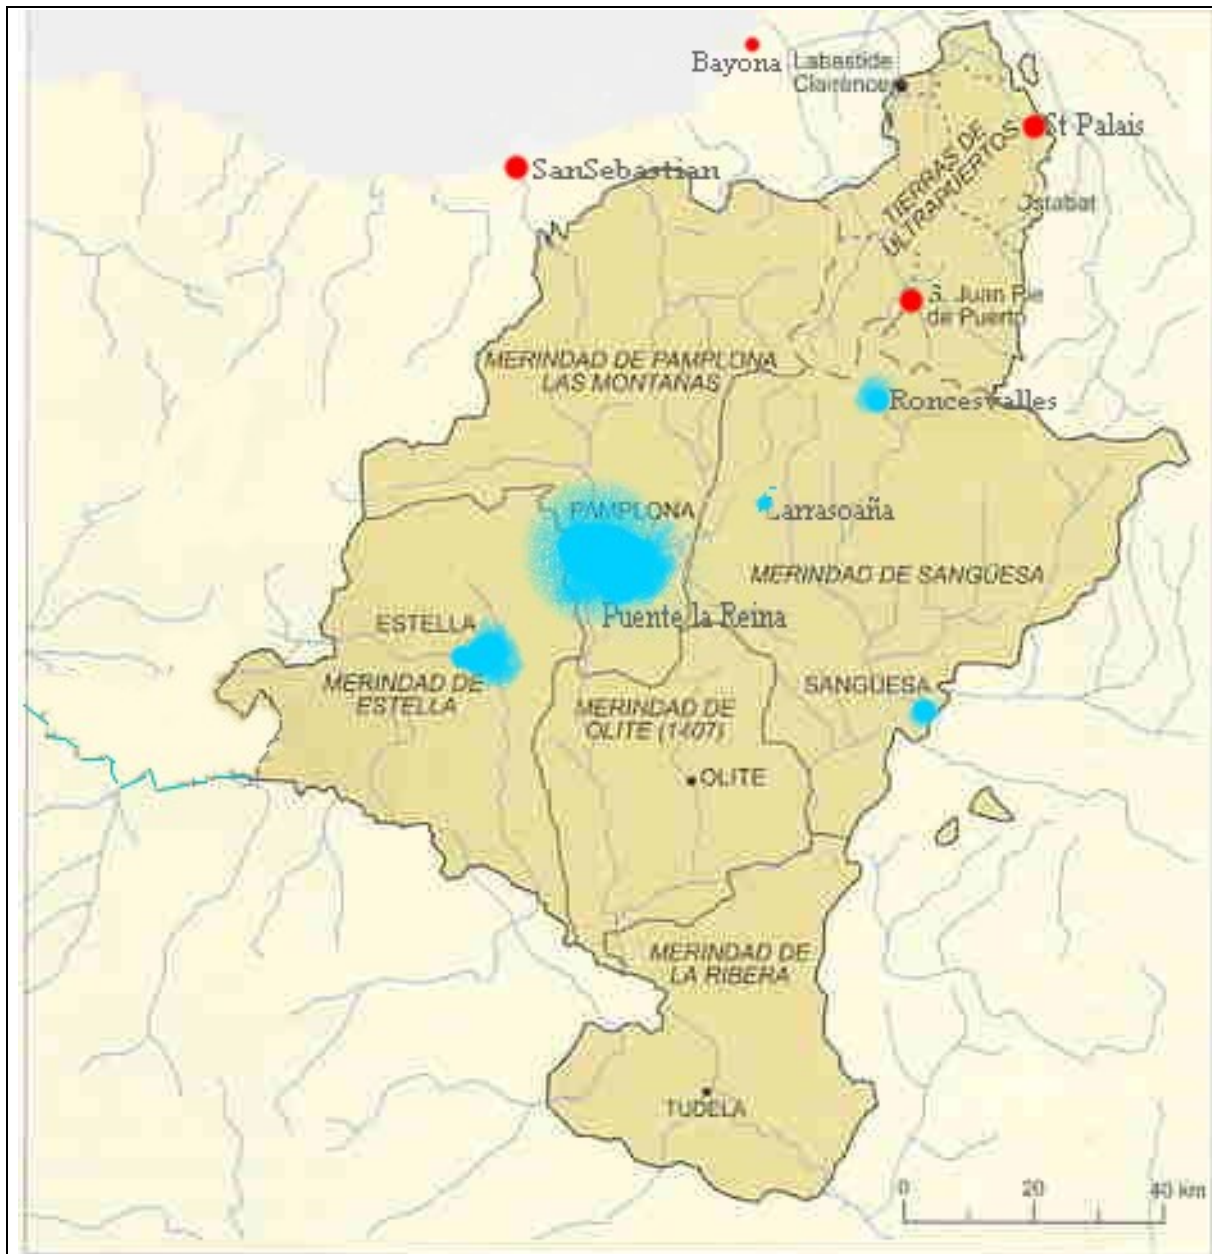 Bayona
Labastide
Clairence
St Palais
SanSebastian
TIERRAS DE
ULTRAPUERTOS
Ostabat
S. Juan Pie
de Puerto
MERINDAD DE PAMPLONA
LAS MONTAÑAS
Roncesvalles
PAMPLONA
Larrasoaña
MERINDAD DE SANGÜESA
Puente la Reina
ESTELLA
MERINDAD DE
ESTELLA
SANGÜESA
MERINDAD DE
OLITE (1407)
OLITE
MERINDAD DE
LA RIBERA
TUDELA
0 20 40 km